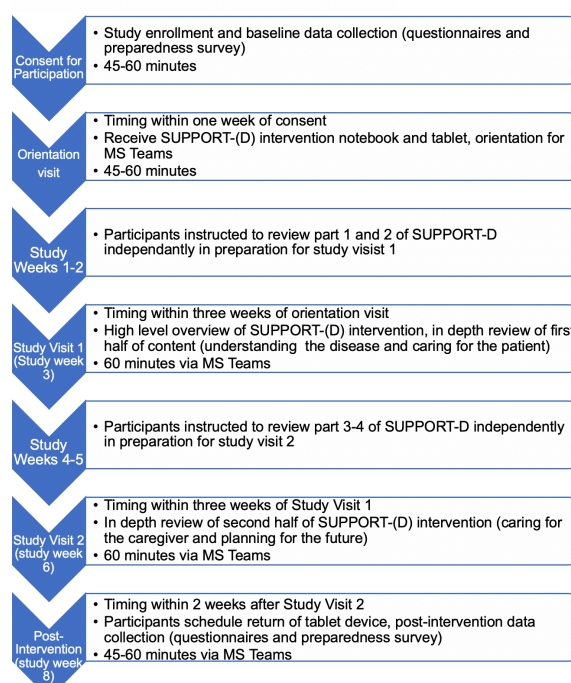 Consent for
Participation
• Study enrollment and baseline data collection (questionnaires and
preparedness survey)
• 45-60 minutes
Orientation
visit
• Timing within one week of consent
• Receive SUPPORT-(D) intervention notebook and tablet, orientation for
MS Teams
• 45-60 minutes
Study
Weeks 1-2
• Participants instructed to review part 1 and 2 of SUPPORT-D
independantly in preparation for study visist 1
Study Visit 1
(Study week
3)
• Timing within three weeks of orientation visit
• High level overview of SUPPORT-(D) intervention, in depth review of first
half of content (understanding the disease and caring for the patient)
• 60 minutes via MS Teams
Study
Weeks 4-5
• Participants instructed to review part 3-4 of SUPPORT-D independently
in preparation for study visit 2
Study Visit 2
(study week
6)
• Timing within three weeks of Study Visit 1
• In depth review of second half of SUPPORT-(D) intervention (caring for
the caregiver and planning for the future)
• 60 minutes via MS Teams
Post-
Intervention
(study week
8)
• Timing within 2 weeks after Study Visit 2
• Participants schedule return of tablet device, post-intervention data
collection (questionnaires and preparedness survey)
• 45-60 minutes via MS Teams